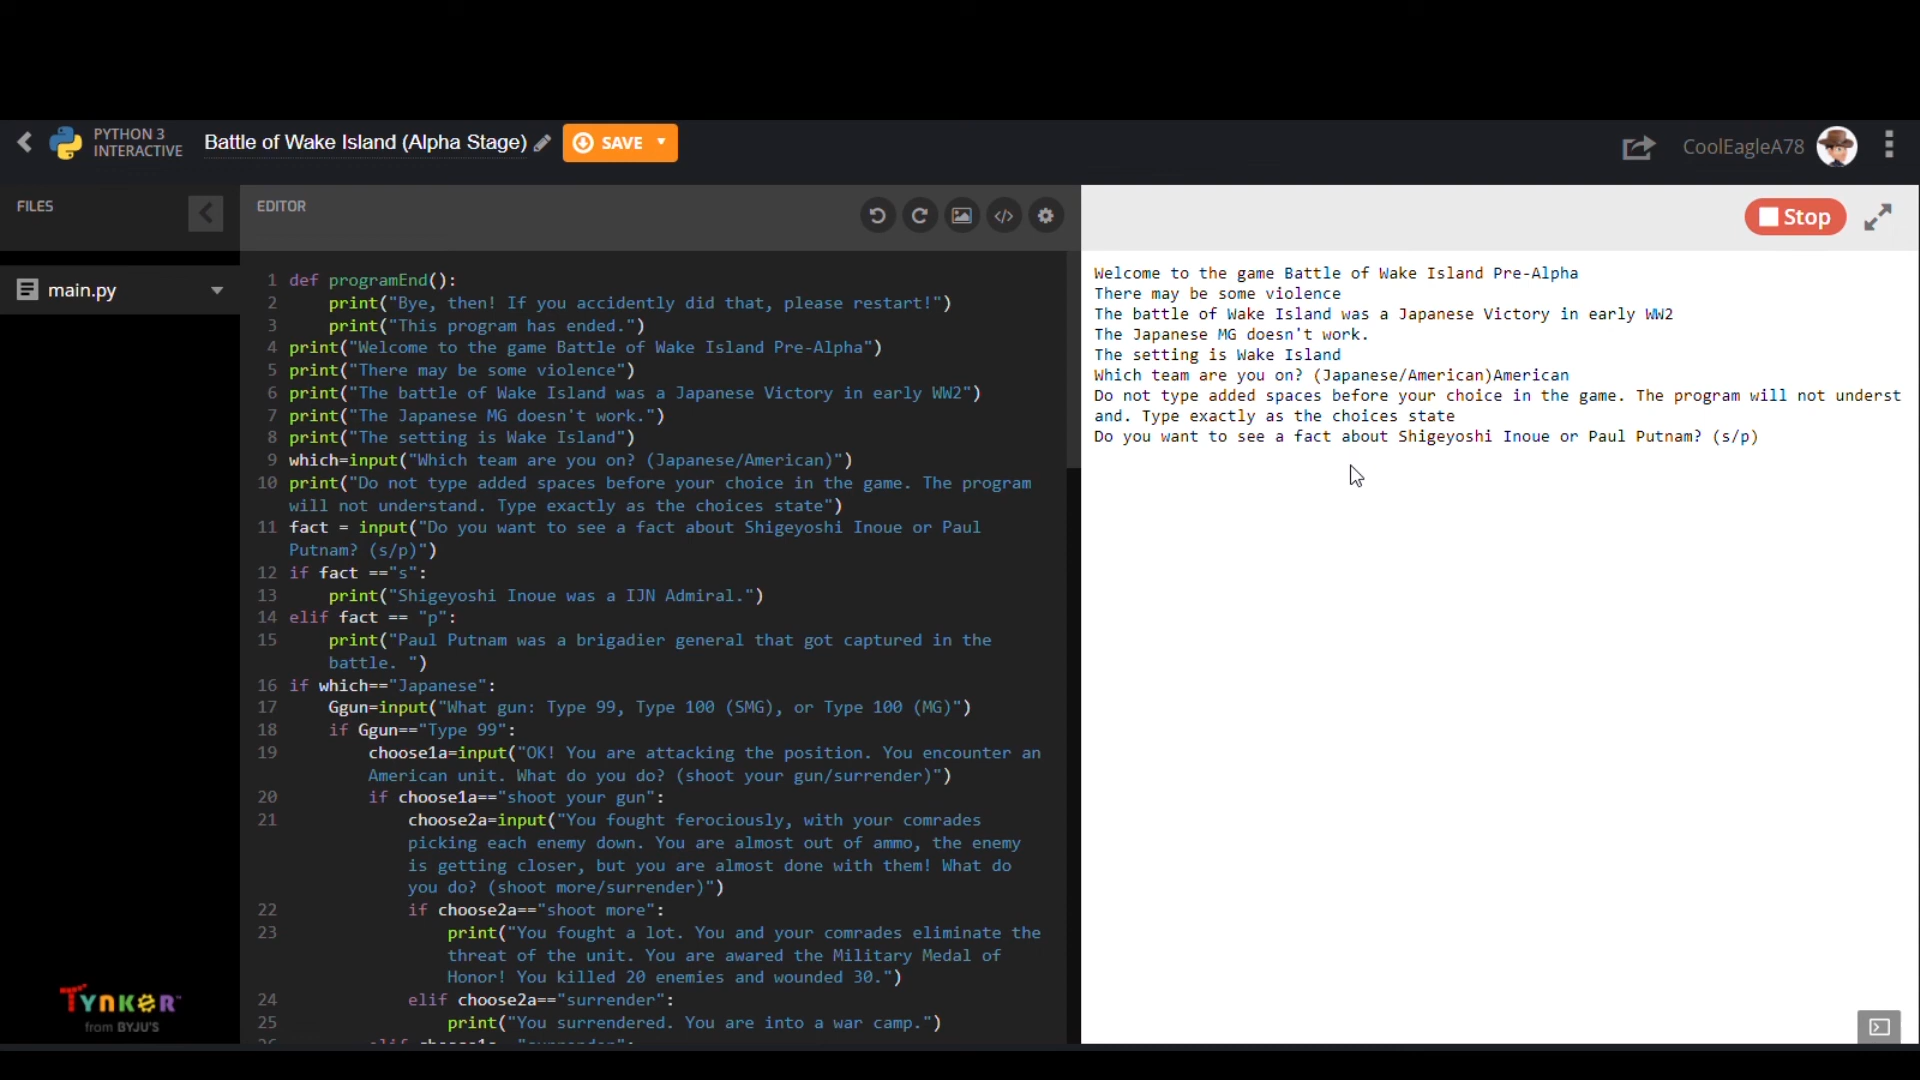 PYTHON 3
INTERACTIVE
Battle of Wake Island (Alpha Stage)
SAVE
CoolEagleA78
FILES
EDITOR
Stop
main.py
1 def programEnd():
2 print("Bye, then! If you accidently did that, please restart!")
3 print("This program has ended.")
4 print("Welcome to the game Battle of Wake Island Pre-Alpha")
5 print("There may be some violence")
6 print("The battle of Wake Island was a Japanese Victory in early WW2")
7 print("The Japanese MG doesn't work.")
8 print("The setting is Wake Island")
9 which=input("Which team are you on? (Japanese/American)")
10 print("Do not type added spaces before your choice in the game. The program
will not understand. Type exactly as the choices state")
11 fact = input("Do you want to see a fact about Shigeyoshi Inoue or Paul
Putnam? (s/p)")
12 if fact =="s":
13 print("Shigeyoshi Inoue was a IJN Admiral.")
14 elif fact == "p":
15 print("Paul Putnam was a brigadier general that got captured in the
battle. ")
16 if which=="Japanese":
17 Ggun=input("What gun: Type 99, Type 100 (SMG), or Type 100 (MG)")
18 if Ggun=="Type 99":
19 choose1a=input("OK! You are attacking the position. You encounter an
American unit. What do you do? (shoot your gun/surrender)")
20 if choose1a=="shoot your gun":
21 choose2a=input("You fought ferociously, with your comrades
picking each enemy down. You are almost out of ammo, the enemy
is getting closer, but you are almost done with them! What do
you do? (shoot more/surrender)")
22 if choose2a=="shoot more":
23 print("You fought a lot. You and your comrades eliminate the
threat of the unit. You are awared the Military Medal of
Honor! You killed 20 enemies and wounded 30.")
24 elif choose2a=="surrender":
25 print("You surrendered. You are into a war camp.")
Welcome to the game Battle of Wake Island Pre-Alpha
There may be some violence
The battle of Wake Island was a Japanese Victory in early WW2
The Japanese MG doesn't work.
The setting is Wake Island
Which team are you on? (Japanese/American)American
Do not type added spaces before your choice in the game. The program will not underst
and. Type exactly as the choices state
Do you want to see a fact about Shigeyoshi Inoue or Paul Putnam? (s/p)
TYNKER
from BYJU'S